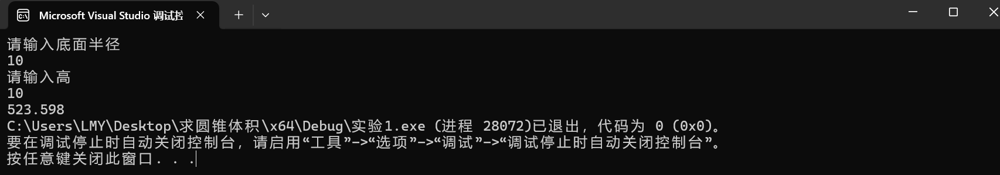 Microsoft Visual Studio 调试控
请输入底面半径
10
请输入高
10
523.598
C:\Users\LMY\Desktop\求圆锥体积\x64\Debug\实验1.exe (进程 28072)已退出，代码为 0 (0x0)。
要在调试停止时自动关闭控制台，请启用“工具”->“选项”->“调试”->“调试停止时自动关闭控制台”。
按任意键关闭此窗口. . .